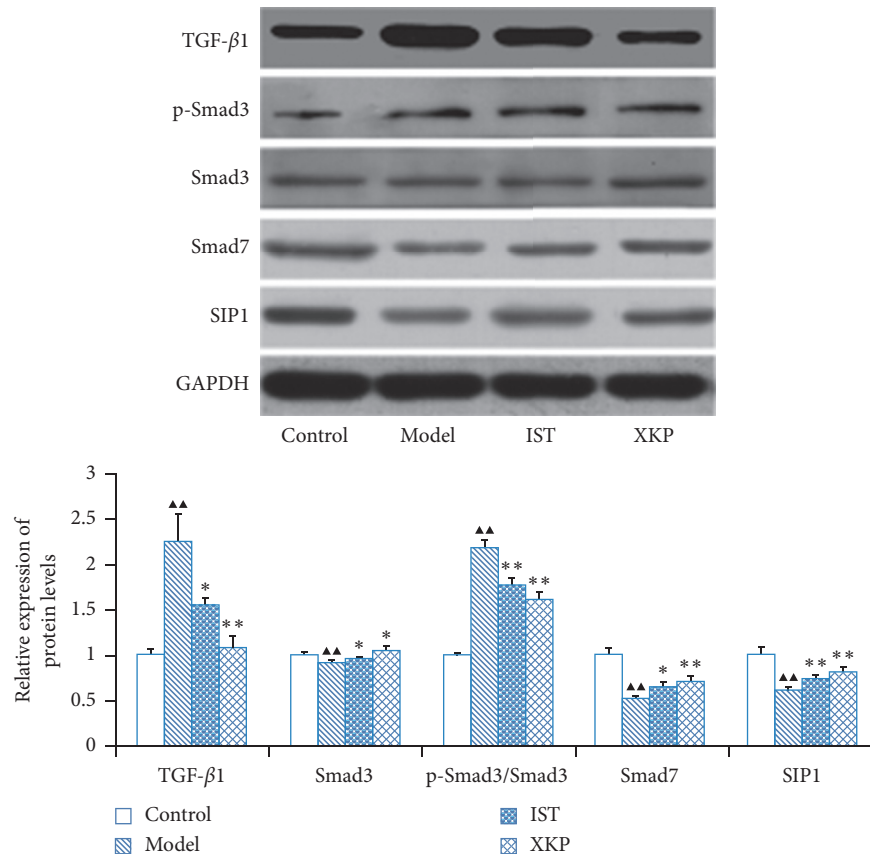 TGF-β1
p-Smad3
Smad3
Smad7
SIP1
GAPDH
Control Model IST XKP
Relative expression of
protein levels
3
2.5
2
1.5
1
0.5
0
▲▲ * **
▲▲ * *
▲▲ ** **
▲▲ * **
▲▲ ** **
TGF-β1 Smad3 p-Smad3/Smad3 Smad7 SIP1
Control IST
Model XKP